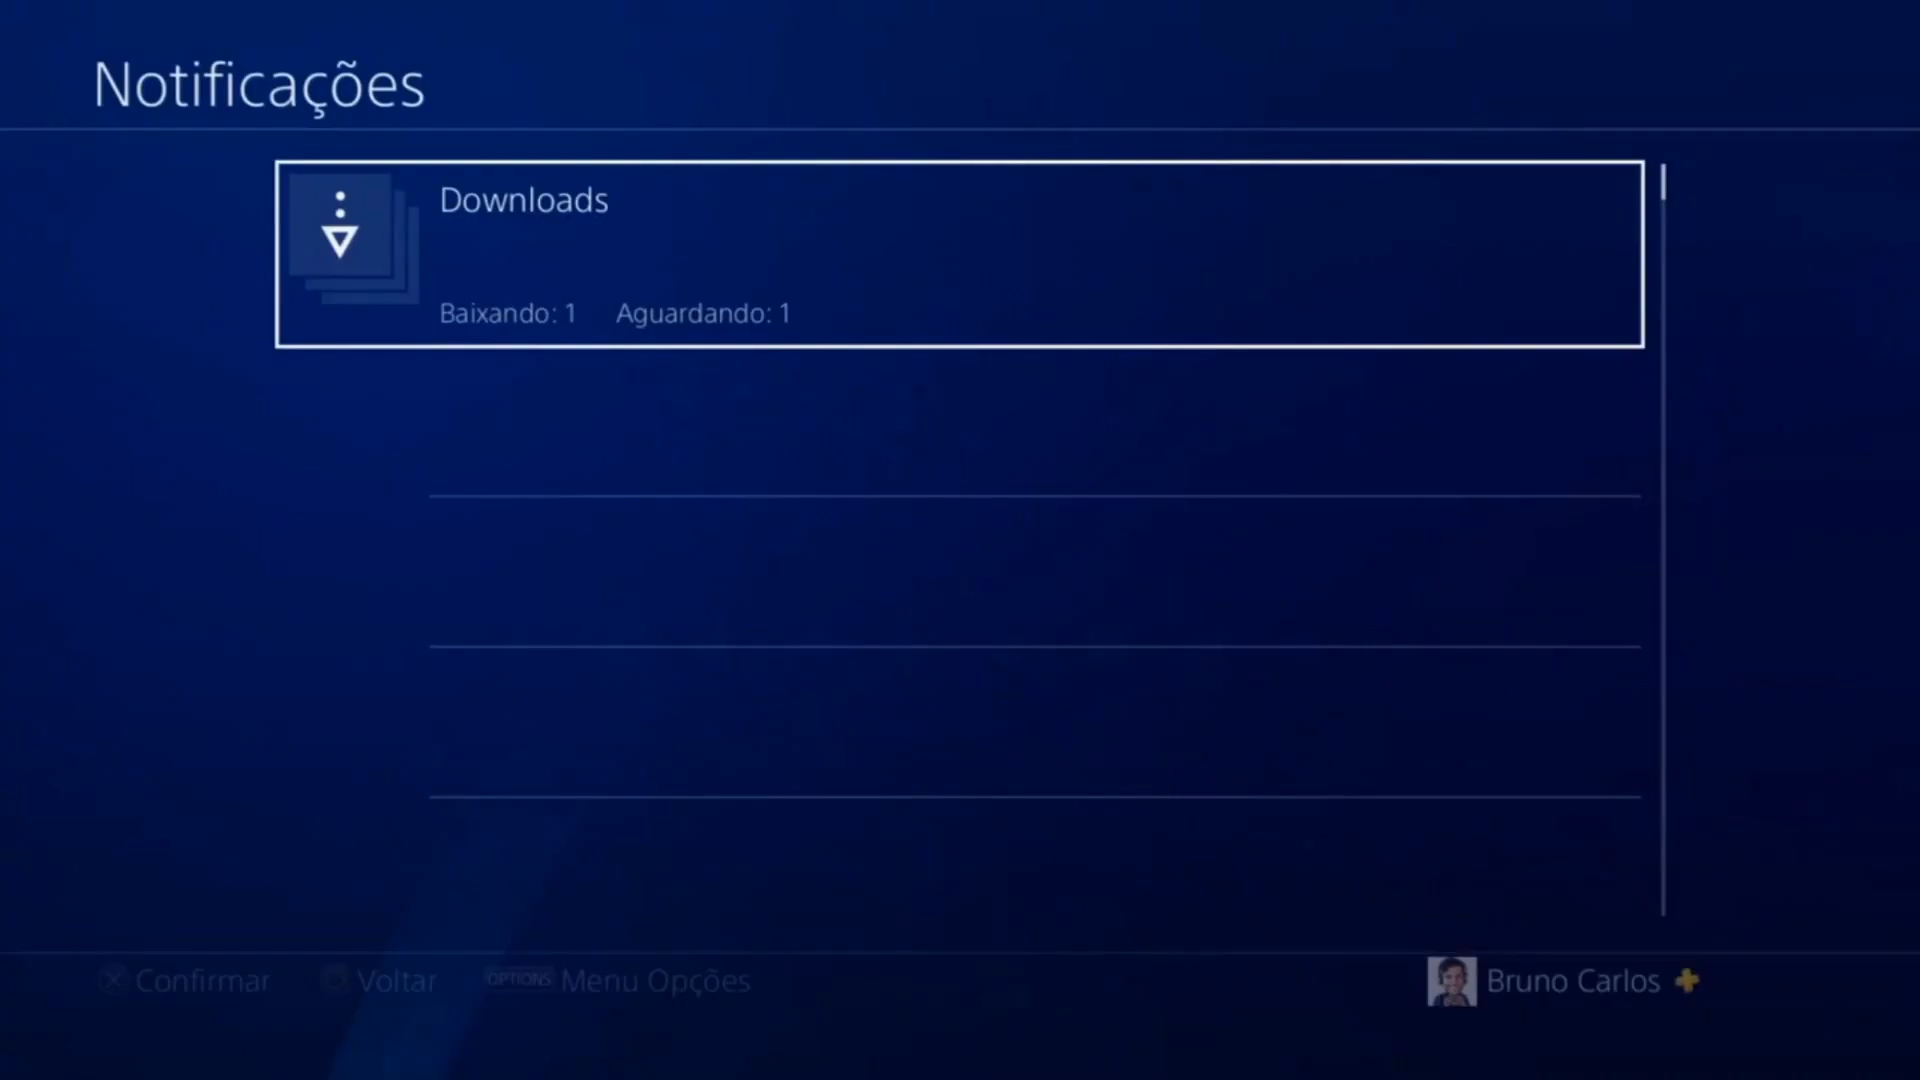 Notificações
Downloads
Baixando: 1 Aguardando: 1
Confirmar Voltar OPTIONS Menu Opções Bruno Carlos